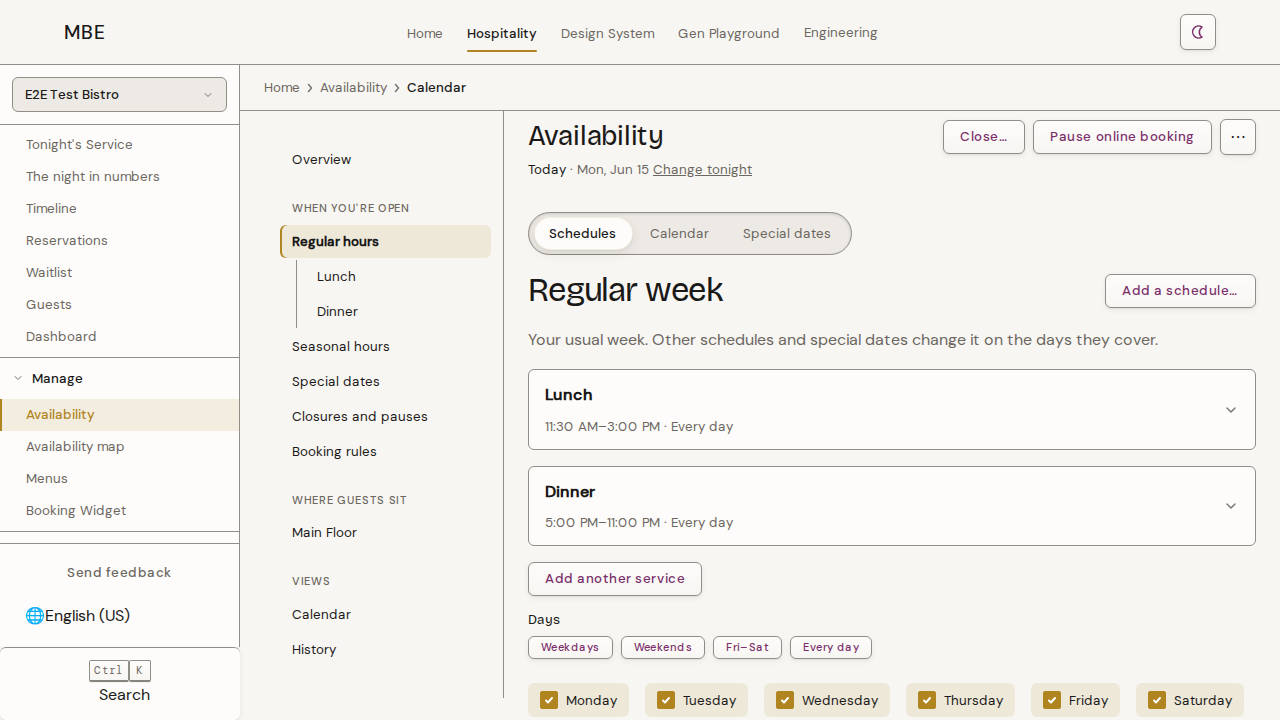 MBE
Home
Hospitality
Design System
Gen Playground
Engineering
E2E Test Bistro
Tonight's Service
The night in numbers
Timeline
Reservations
Waitlist
Guests
Dashboard
Manage
Availability
Availability map
Menus
Booking Widget
Send feedback
English (US)
Ctrl K
Search
Home > Availability > Calendar
Overview
WHEN YOU'RE OPEN
Regular hours
Lunch
Dinner
Seasonal hours
Special dates
Closures and pauses
Booking rules
WHERE GUESTS SIT
Main Floor
VIEWS
Calendar
History
Availability
Close…
Pause online booking
Today · Mon, Jun 15 Change tonight
Schedules
Calendar
Special dates
Regular week
Add a schedule…
Your usual week. Other schedules and special dates change it on the days they cover.
Lunch
11:30 AM–3:00 PM · Every day
Dinner
5:00 PM–11:00 PM · Every day
Add another service
Days
Weekdays
Weekends
Fri–Sat
Every day
Monday
Tuesday
Wednesday
Thursday
Friday
Saturday